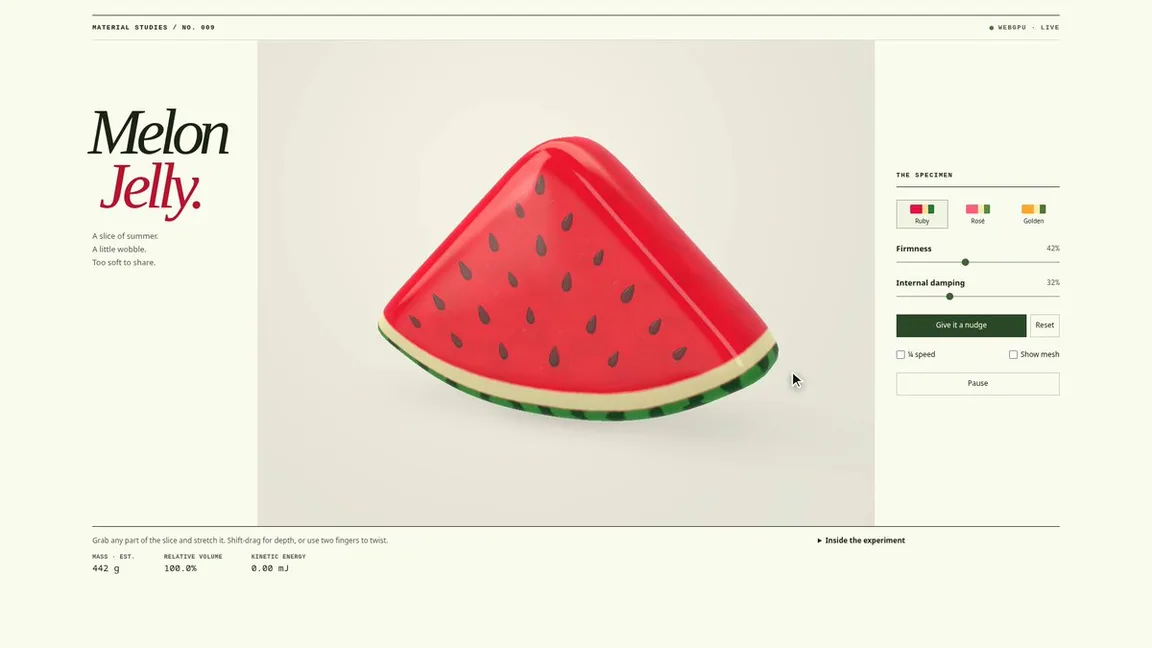 MATERIAL STUDIES / NO. 009
WEBGPU · LIVE
Melon
Jelly.
A slice of summer.
A little wobble.
Too soft to share.
THE SPECIMEN
Ruby
Rosé
Golden
Firmness
42%
Internal damping
32%
Give it a nudge
Reset
¼ speed
Show mesh
Pause
Grab any part of the slice and stretch it. Shift-drag for depth, or use two fingers to twist.
Inside the experiment
MASS · EST.
RELATIVE VOLUME
KINETIC ENERGY
442 g
100.0%
0.00 mJ